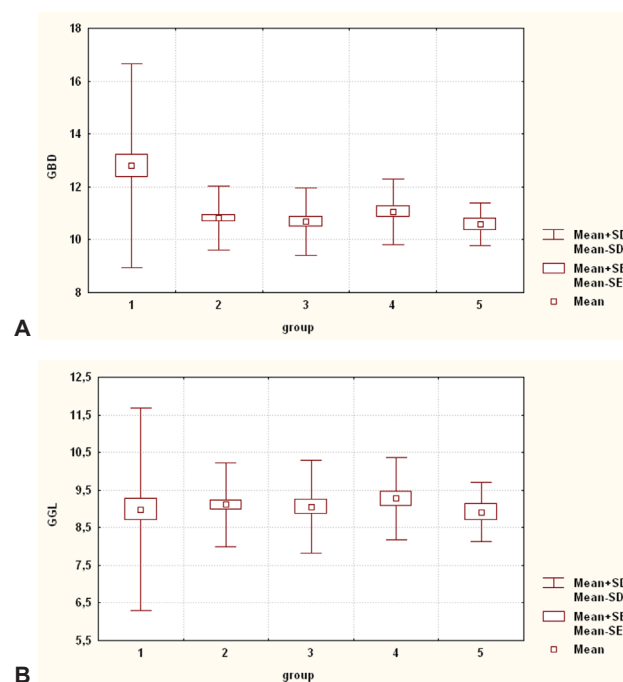 18
16
14
12
10
8
GBD
1 2 3 4 5
group
Mean+SD
Mean-SD
Mean+SE
Mean-SE
Mean
A
12,5
11,5
10,5
9,5
8,5
7,5
6,5
5,5
GGL
1 2 3 4 5
group
Mean+SD
Mean-SD
Mean+SE
Mean-SE
Mean
B